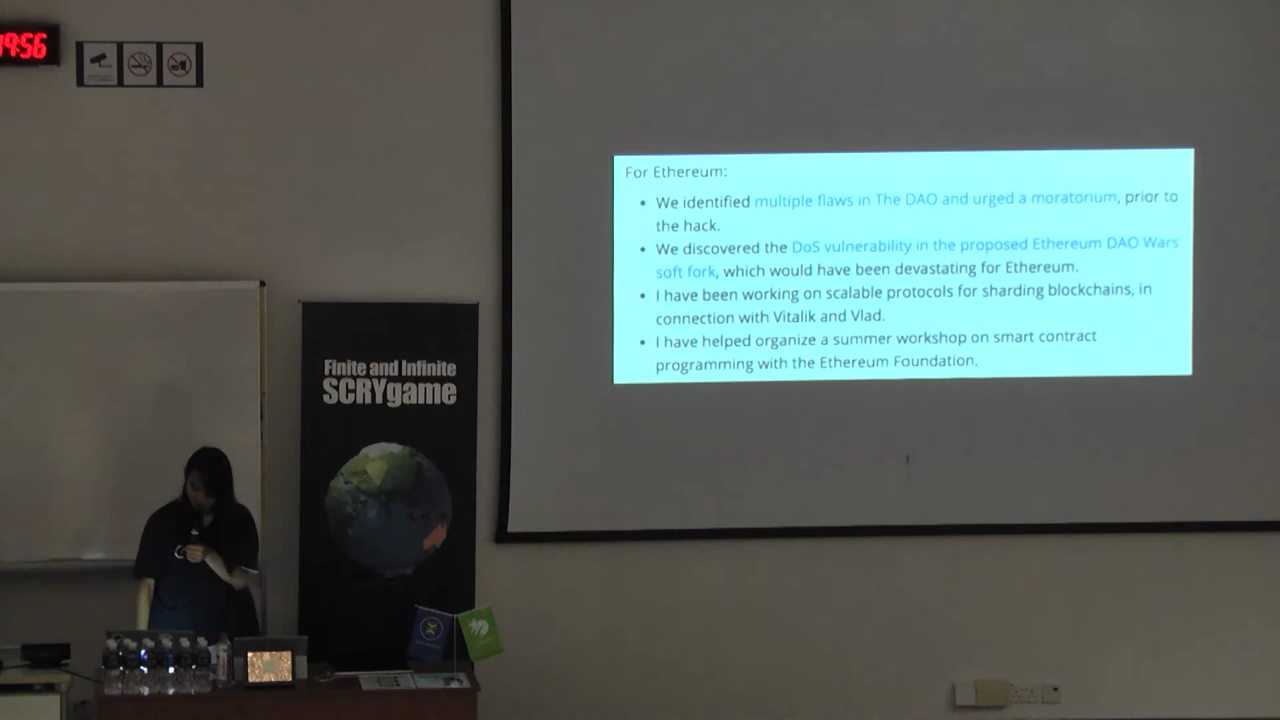 19:56
For Ethereum:
• We identified multiple flaws in The DAO and urged a moratorium, prior to
the hack.
• We discovered the DoS vulnerability in the proposed Ethereum DAO Wars
soft fork, which would have been devastating for Ethereum.
• I have been working on scalable protocols for sharding blockchains, in
connection with Vitalik and Vlad.
• I have helped organize a summer workshop on smart contract
programming with the Ethereum Foundation.
Finite and Infinite
SCRYgame